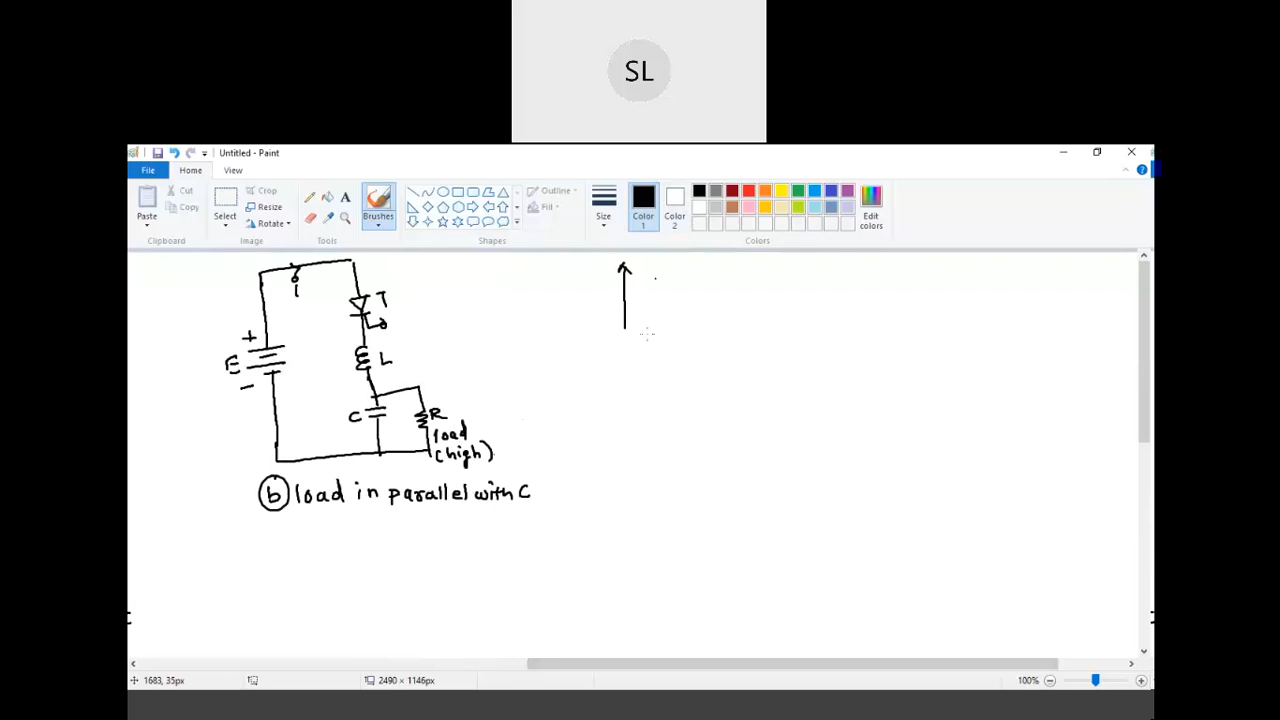 SL
Untitled - Paint
File Home View
Paste
Cut
Copy
Clipboard
Select
Crop
Resize
Rotate
Image
Tools
Brushes
Shapes
Outline
Fill
Size
Color
1
Color
2
Edit
colors
Colors
i
T
+
E
-
L
C
R
load
(high)
b load in parallel with C
1683, 35px
2490 × 1146px
100%